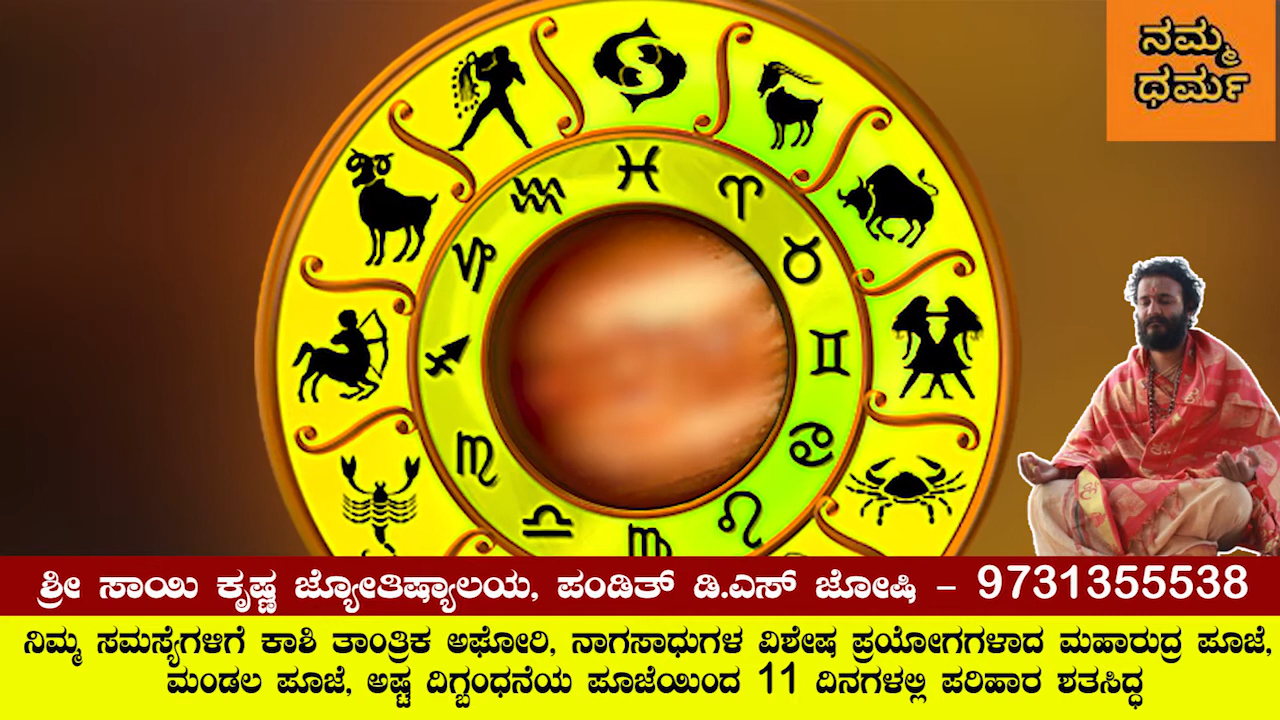 ನಮ್ಮ
ಧರ್ಮ
ಶ್ರೀ ಸಾಯಿ ಕೃಷ್ಣ ಜ್ಯೋತಿಷ್ಯಾಲಯ, ಪಂಡಿತ್ ಡಿ.ಎಸ್ ಜೋಷಿ – 9731355538
ನಿಮ್ಮ ಸಮಸ್ಯೆಗಳಿಗೆ ಕಾಶಿ ತಾಂತ್ರಿಕ ಅಘೋರಿ, ನಾಗಸಾಧುಗಳ ವಿಶೇಷ ಪ್ರಯೋಗಗಳಾದ ಮಹಾರುದ್ರ ಪೂಜೆ,
ಮಂಡಲ ಪೂಜೆ, ಅಷ್ಟ ದಿಗ್ಬಂಧನೆಯ ಪೂಜೆಯಿಂದ 11 ದಿನಗಳಲ್ಲಿ ಪರಿಹಾರ ಶತಸಿದ್ಧ